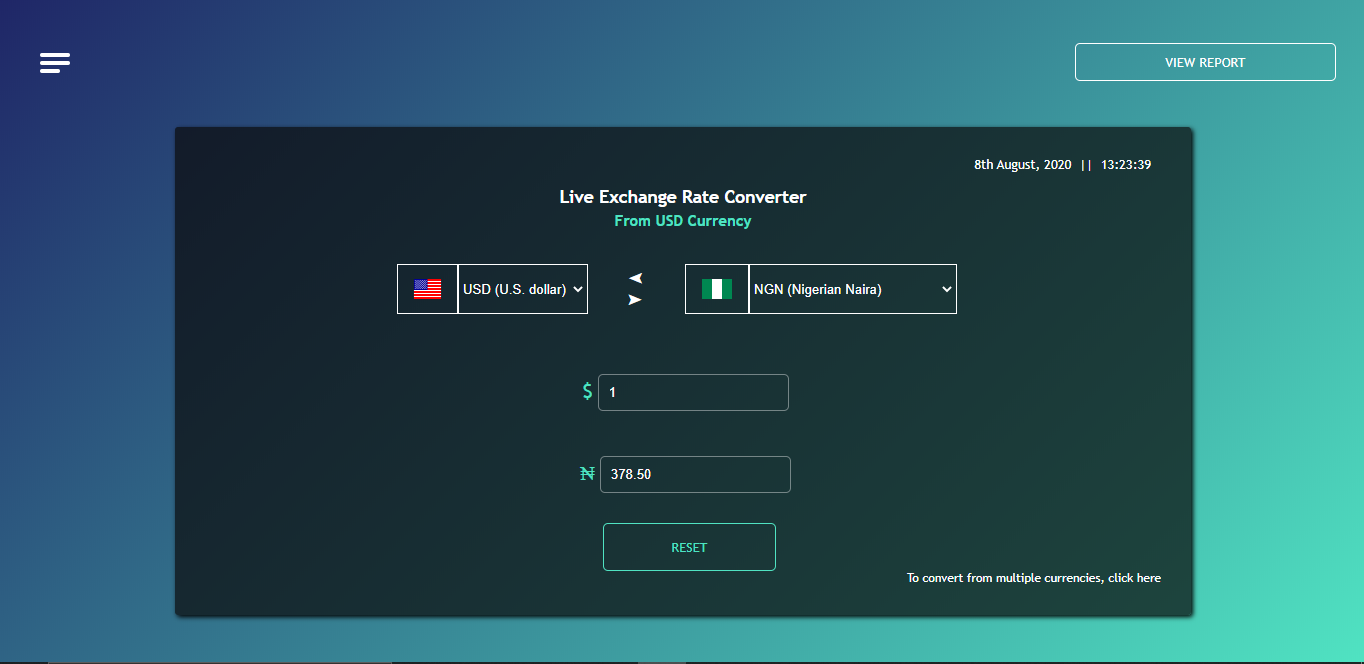 VIEW REPORT
8th August, 2020 || 13:23:39
Live Exchange Rate Converter
From USD Currency
USD (U.S. dollar)
NGN (Nigerian Naira)
$ 1
₦ 378.50
RESET
To convert from multiple currencies, click here